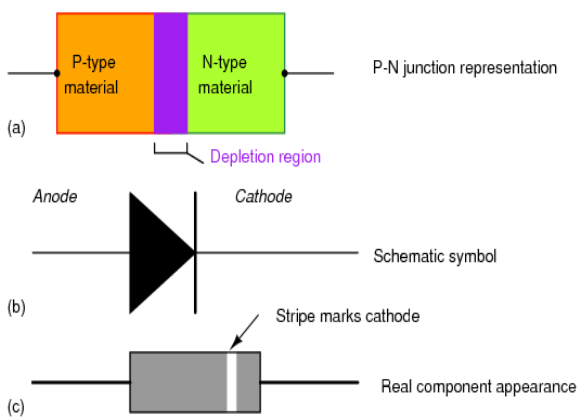 P-type
material
N-type
material
P-N junction representation
(a)
Depletion region
Anode
Cathode
Schematic symbol
(b)
Stripe marks cathode
Real component appearance
(c)